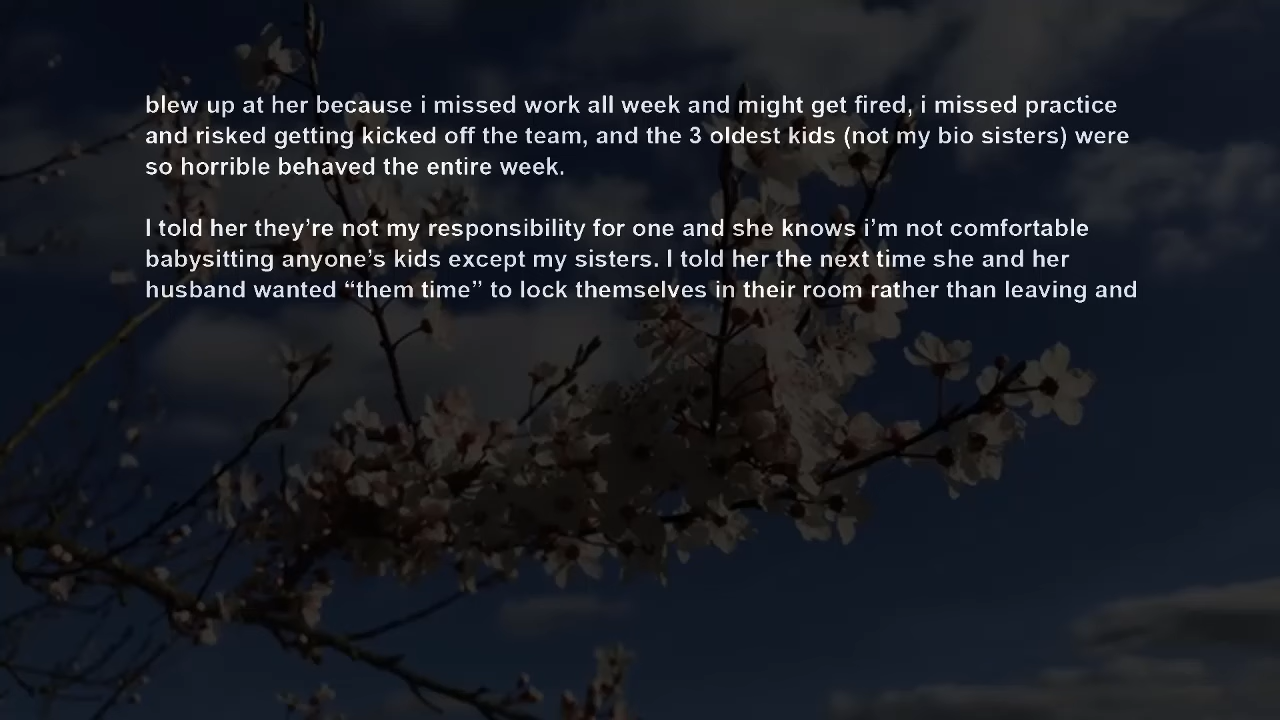 blew up at her because i missed work all week and might get fired, i missed practice
and risked getting kicked off the team, and the 3 oldest kids (not my bio sisters) were
so horrible behaved the entire week.
I told her they’re not my responsibility for one and she knows i’m not comfortable
babysitting anyone’s kids except my sisters. I told her the next time she and her
husband wanted “them time” to lock themselves in their room rather than leaving and